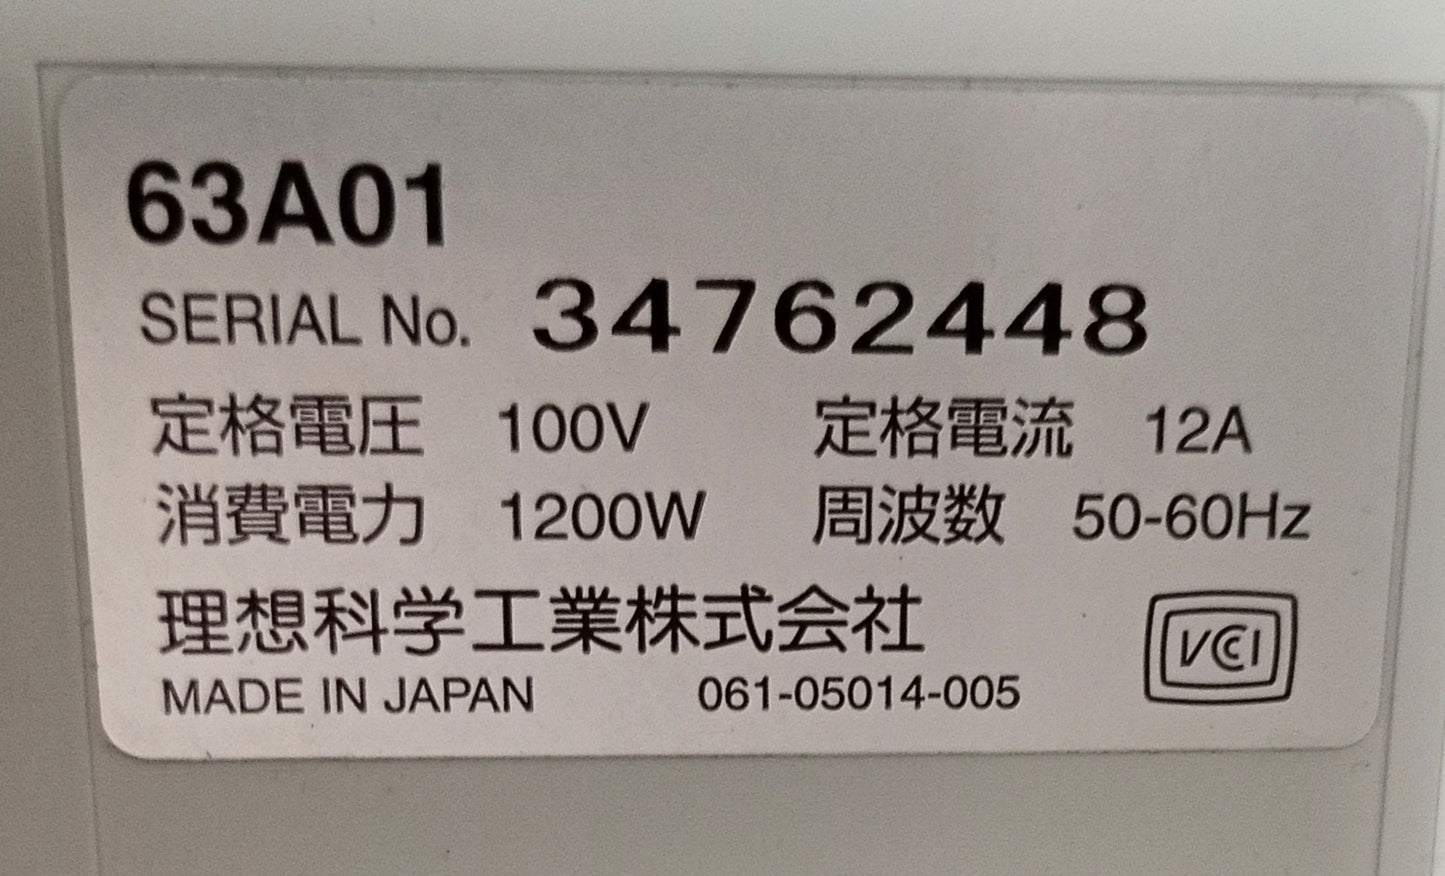 63A01
SERIAL No. 34762448
定格電圧 100V 定格電流 12A
消費電力 1200W 周波数 50-60Hz
理想科学工業株式会社
MADE IN JAPAN 061-05014-005
VCCI